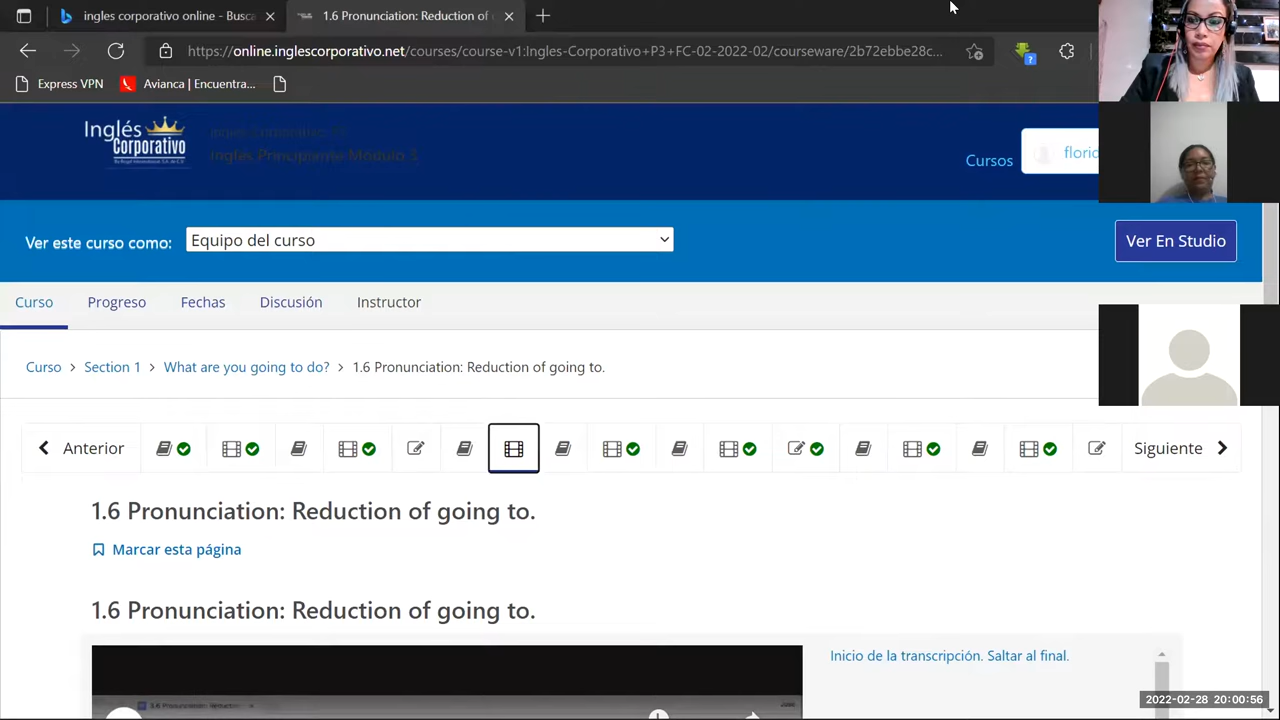 ingles corporativo online - Busca
1.6 Pronunciation: Reduction of
https://online.inglescorporativo.net/courses/course-v1:Ingles-Corporativo+P3+FC-02-2022-02/courseware/2b72ebbe28c...
Express VPN
Avianca | Encuentra...
Inglés
Corporativo
Inglés Principiante Módulo 3
Cursos
florid
Ver este curso como:
Equipo del curso
Ver En Studio
Curso
Progreso
Fechas
Discusión
Instructor
Curso > Section 1 > What are you going to do? > 1.6 Pronunciation: Reduction of going to.
Anterior
Siguiente
1.6 Pronunciation: Reduction of going to.
Marcar esta página
1.6 Pronunciation: Reduction of going to.
Inicio de la transcripción. Saltar al final.
2022-02-28 20:00:56